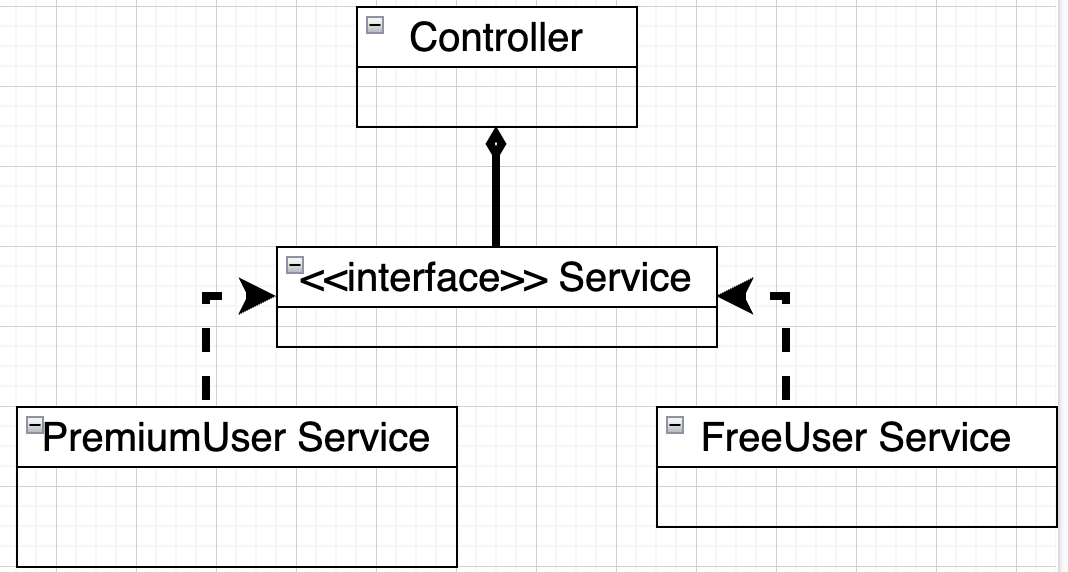 Controller
<<interface>> Service
PremiumUser Service
FreeUser Service